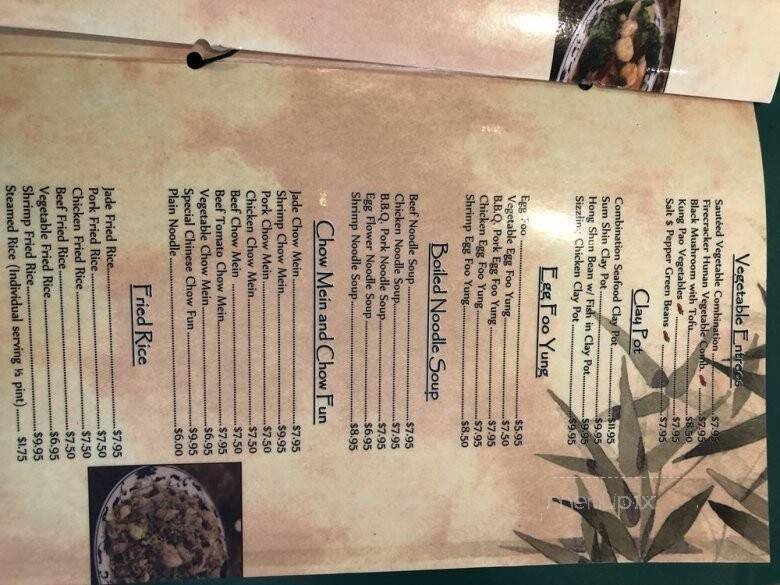 Vegetable Entrées
Sautéed Vegetable Combination $7.95
Firecracker Hunan Vegetable Comb. $7.95
Black Mushroom with Tofu $8.50
Kung Pao Vegetables $7.95
Salt & Pepper Green Beans $7.95
Clay Pot
Combination Seafood Clay Pot $11.95
Sum Shin Clay Pot $9.95
Hong Shun Bean w/ Fish in Clay Pot $9.95
Sizzling Chicken Clay Pot $9.95
Egg Foo Yung
Egg Foo $5.95
Vegetable Egg Foo Yung $7.50
B.B.Q. Pork Egg Foo Yung $7.95
Chicken Egg Foo Yung $7.95
Shrimp Egg Foo Yung $8.50
Boiled Noodle Soup
Beef Noodle Soup $7.95
Chicken Noodle Soup $7.95
B.B.Q. Pork Noodle Soup $7.95
Egg Flower Noodle Soup $6.95
Shrimp Noodle Soup $8.95
Chow Mein and Chow Fun
Jade Chow Mein $7.95
Shrimp Chow Mein $9.95
Pork Chow Mein $7.50
Chicken Chow Mein $7.50
Beef Chow Mein $7.50
Beef Tomato Chow Mein $7.95
Vegetable Chow Mein $6.95
Special Chinese Chow Fun $9.95
Plain Noodle $6.00
Fried Rice
Jade Fried Rice $7.95
Pork Fried Rice $7.50
Chicken Fried Rice $7.50
Beef Fried Rice $7.50
Vegetable Fried Rice $6.95
Shrimp Fried Rice $9.95
Steamed Rice (Individual serving ½ pint) $1.75
menupix